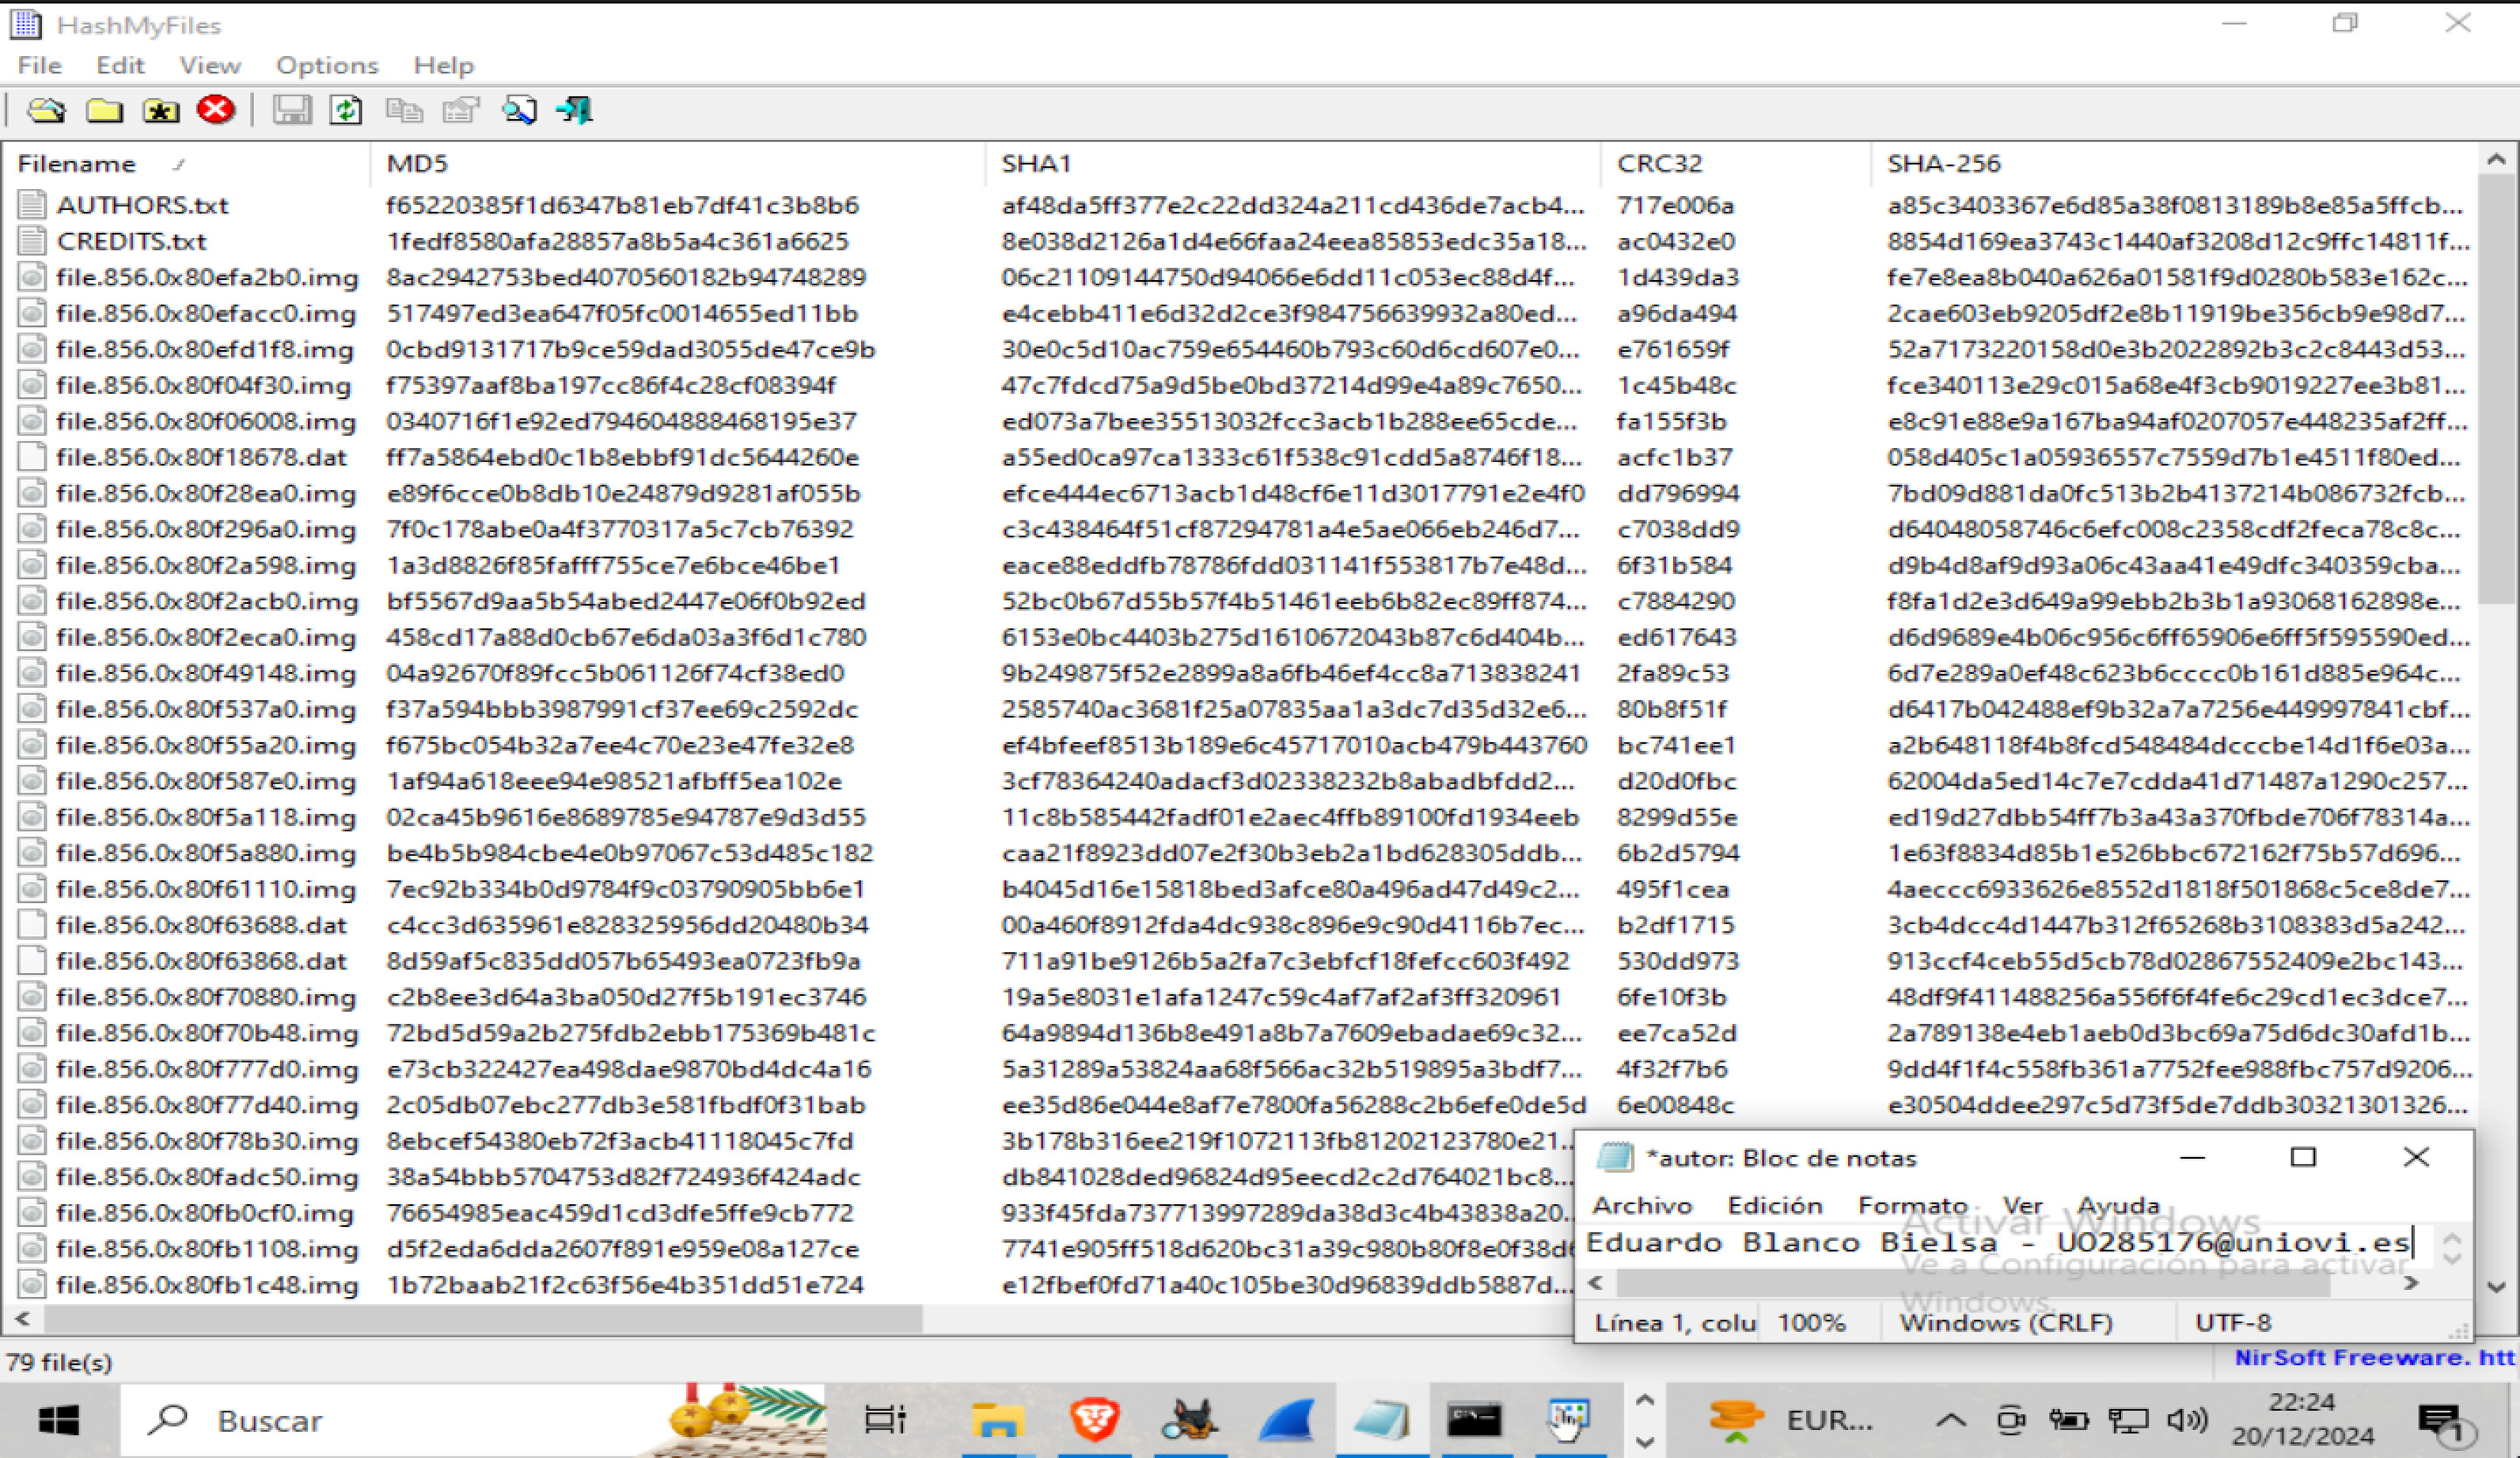 HashMyFiles
File Edit View Options Help
Filename MD5 SHA1 CRC32 SHA-256
AUTHORS.txt f65220385f1d6347b81eb7df41c3b8b6 af48da5ff377e2c22dd324a211cd436de7acb4... 717e006a a85c3403367e6d85a38f0813189b8e85a5ffcb...
CREDITS.txt 1fedf8580afa28857a8b5a4c361a6625 8e038d2126a1d4e66faa24eea85853edc35a18... ac0432e0 8854d169ea3743c1440af3208d12c9ffc14811f...
file.856.0x80efa2b0.img 8ac2942753bed4070560182b94748289 06c21109144750d94066e6dd11c053ec88d4f... 1d439da3 fe7e8ea8b040a626a01581f9d0280b583e162c...
file.856.0x80efacc0.img 517497ed3ea647f05fc0014655ed11bb e4cebb411e6d32d2ce3f984756639932a80ed... a96da494 2cae603eb9205df2e8b11919be356cb9e98d7...
file.856.0x80efd1f8.img 0cbd9131717b9ce59dad3055de47ce9b 30e0c5d10ac759e654460b793c60d6cd607e0... e761659f 52a7173220158d0e3b2022892b3c2c8443d53...
file.856.0x80f04f30.img f75397aaf8ba197cc86f4c28cf08394f 47c7fdcd75a9d5be0bd37214d99e4a89c7650... 1c45b48c fce340113e29c015a68e4f3cb9019227ee3b81...
file.856.0x80f06008.img 0340716f1e92ed794604888468195e37 ed073a7bee35513032fcc3acb1b288ee65cde... fa155f3b e8c91e88e9a167ba94af0207057e448235af2ff...
file.856.0x80f18678.dat ff7a5864ebd0c1b8ebbf91dc5644260e a55ed0ca97ca1333c61f538c91cdd5a8746f18... acfc1b37 058d405c1a05936557c7559d7b1e4511f80ed...
file.856.0x80f28ea0.img e89f6cce0b8db10e24879d9281af055b efce444ec6713acb1d48cf6e11d3017791e2e4f0 dd796994 7bd09d881da0fc513b2b4137214b086732fcb...
file.856.0x80f296a0.img 7f0c178abe0a4f3770317a5c7cb76392 c3c438464f51cf87294781a4e5ae066eb246d7... c7038dd9 d64048058746c6efc008c2358cdf2feca78c8c...
file.856.0x80f2a598.img 1a3d8826f85fafff755ce7e6bce46be1 eace88eddfb78786fdd031141f553817b7e48d... 6f31b584 d9b4d8af9d93a06c43aa41e49dfc340359cba...
file.856.0x80f2acb0.img bf5567d9aa5b54abed2447e06f0b92ed 52bc0b67d55b57f4b51461eeb6b82ec89ff874... c7884290 f8fa1d2e3d649a99ebb2b3b1a93068162898e...
file.856.0x80f2eca0.img 458cd17a88d0cb67e6da03a3f6d1c780 6153e0bc4403b275d1610672043b87c6d404b... ed617643 d6d9689e4b06c956c6ff65906e6ff5f595590ed...
file.856.0x80f49148.img 04a92670f89fcc5b061126f74cf38ed0 9b249875f52e2899a8a6fb46ef4cc8a713838241 2fa89c53 6d7e289a0ef48c623b6cccc0b161d885e964c...
file.856.0x80f537a0.img f37a594bbb3987991cf37ee69c2592dc 2585740ac3681f25a07835aa1a3dc7d35d32e6... 80b8f51f d6417b042488ef9b32a7a7256e449997841cbf...
file.856.0x80f55a20.img f675bc054b32a7ee4c70e23e47fe32e8 ef4bfeef8513b189e6c45717010acb479b443760 bc741ee1 a2b648118f4b8fcd548484dcccbe14d1f6e03a...
file.856.0x80f587e0.img 1af94a618eee94e98521afbff5ea102e 3cf78364240adacf3d02338232b8abadbfdd2... d20d0fbc 62004da5ed14c7e7cdda41d71487a1290c257...
file.856.0x80f5a118.img 02ca45b9616e8689785e94787e9d3d55 11c8b585442fadf01e2aec4ffb89100fd1934eeb 8299d55e ed19d27dbb54ff7b3a43a370fbde706f78314a...
file.856.0x80f5a880.img be4b5b984cbe4e0b97067c53d485c182 caa21f8923dd07e2f30b3eb2a1bd628305ddb... 6b2d5794 1e63f8834d85b1e526bbc672162f75b57d696...
file.856.0x80f61110.img 7ec92b334b0d9784f9c03790905bb6e1 b4045d16e15818bed3afce80a496ad47d49c2... 495f1cea 4aeccc6933626e8552d1818f501868c5ce8de7...
file.856.0x80f63688.dat c4cc3d635961e828325956dd20480b34 00a460f8912fda4dc938c896e9c90d4116b7ec... b2df1715 3cb4dcc4d1447b312f65268b3108383d5a242...
file.856.0x80f63868.dat 8d59af5c835dd057b65493ea0723fb9a 711a91be9126b5a2fa7c3ebfcf18fefcc603f492 530dd973 913ccf4ceb55d5cb78d02867552409e2bc143...
file.856.0x80f70880.img c2b8ee3d64a3ba050d27f5b191ec3746 19a5e8031e1afa1247c59c4af7af2af3ff320961 6fe10f3b 48df9f411488256a556f6f4fe6c29cd1ec3dce7...
file.856.0x80f70b48.img 72bd5d59a2b275fdb2ebb175369b481c 64a9894d136b8e491a8b7a7609ebadae69c32... ee7ca52d 2a789138e4eb1aeb0d3bc69a75d6dc30afd1b...
file.856.0x80f777d0.img e73cb322427ea498dae9870bd4dc4a16 5a31289a53824aa68f566ac32b519895a3bdf7... 4f32f7b6 9dd4f1f4c558fb361a7752fee988fbc757d9206...
file.856.0x80f77d40.img 2c05db07ebc277db3e581fbdf0f31bab ee35d86e044e8af7e7800fa56288c2b6efe0de5d 6e00848c e30504ddee297c5d73f5de7ddb30321301326...
file.856.0x80f78b30.img 8ebcef54380eb72f3acb41118045c7fd 3b178b316ee219f1072113fb81202123780e21...
file.856.0x80fadc50.img 38a54bbb5704753d82f724936f424adc db841028ded96824d95eecd2c2d764021bc8...
file.856.0x80fb0cf0.img 76654985eac459d1cd3dfe5ffe9cb772 933f45fda737713997289da38d3c4b43838a20...
file.856.0x80fb1108.img d5f2eda6dda2607f891e959e08a127ce 7741e905ff518d620bc31a39c980b80f8e0f38d6
file.856.0x80fb1c48.img 1b72baab21f2c63f56e4b351dd51e724 e12fbef0fd71a40c105be30d96839ddb5887d...
*autor: Bloc de notas
Archivo Edición Formato Ver Ayuda
Eduardo Blanco Bielsa - UO285176@uniovi.es
Activar Windows
Ve a Configuración para activar
Windows.
Línea 1, colu 100% Windows (CRLF) UTF-8
79 file(s)
NirSoft Freeware. htt
Buscar
EUR...
22:24
20/12/2024
1